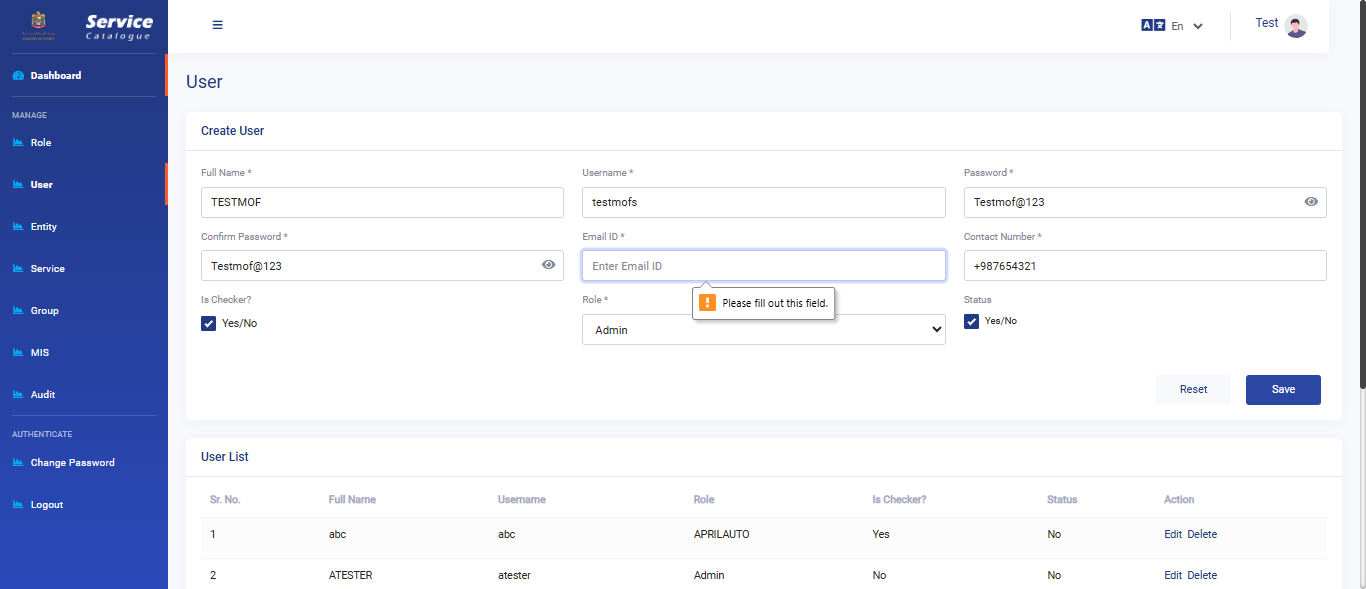 Service
Catalogue
Dashboard
MANAGE
Role
User
Entity
Service
Group
MIS
Audit
AUTHENTICATE
Change Password
Logout
En
Test
User
Create User
Full Name * Username * Password *
TESTMOF testmofs Testmof@123
Confirm Password * Email ID * Contact Number *
Testmof@123 Enter Email ID +987654321
Is Checker? Role * Status
Please fill out this field.
Yes/No Admin Yes/No
Reset Save
User List
Sr. No. Full Name Username Role Is Checker? Status Action
1 abc abc APRILAUTO Yes No Edit Delete
2 ATESTER atester Admin No No Edit Delete